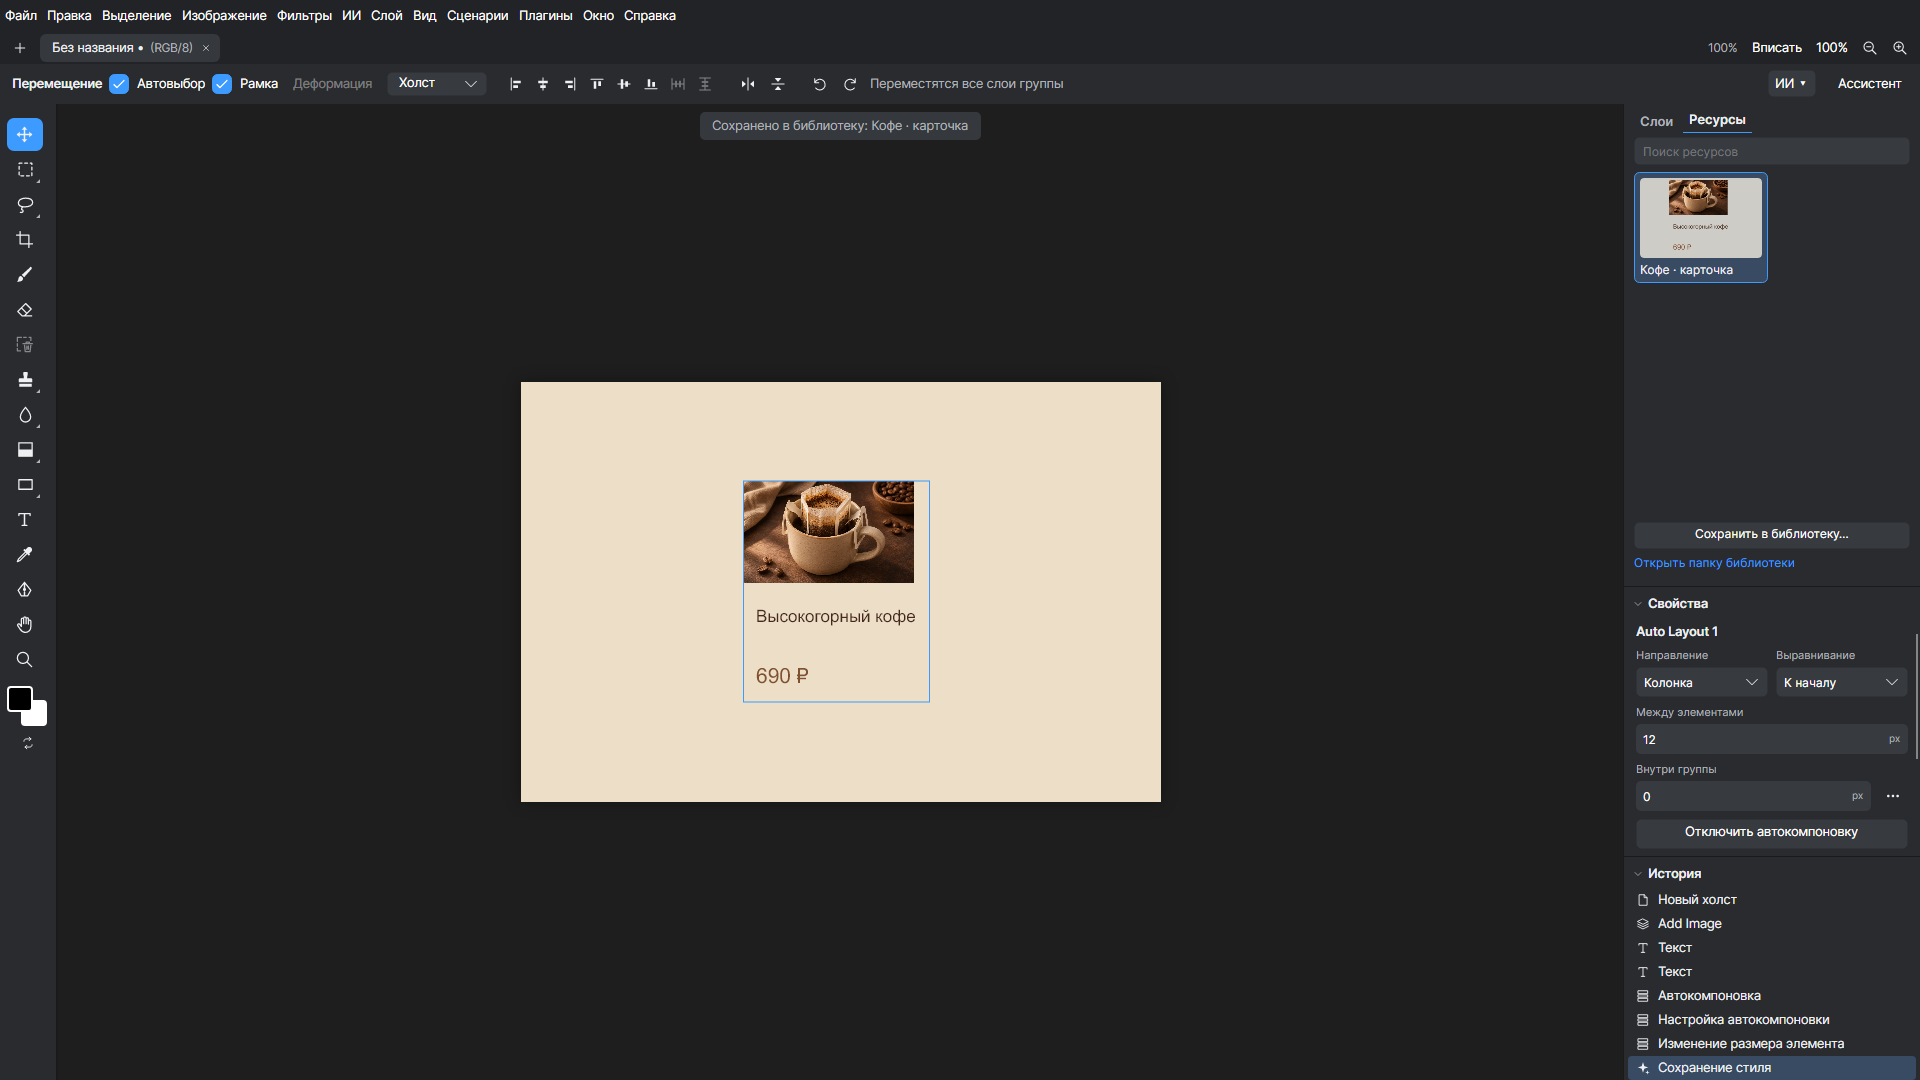 Файл Правка Выделение Изображение Фильтры ИИ Слой Вид Сценарии Плагины Окно Справка
Без названия • (RGB/8) ×
100% Вписать 100%
Перемещение Автовыбор Рамка Деформация Холст Переместятся все слои группы ИИ Ассистент
Сохранено в библиотеку: Кофе · карточка
Слои Ресурсы
Поиск ресурсов
Высокогорный кофе
690 ₽
Кофе · карточка
Высокогорный кофе
690 ₽
Сохранить в библиотеку...
Открыть папку библиотеки
Свойства
Auto Layout 1
Направление Выравнивание
Колонка К началу
Между элементами
12 px
Внутри группы
0 px
Отключить автокомпоновку
История
Новый холст
Add Image
Текст
Текст
Автокомпоновка
Настройка автокомпоновки
Изменение размера элемента
Сохранение стиля